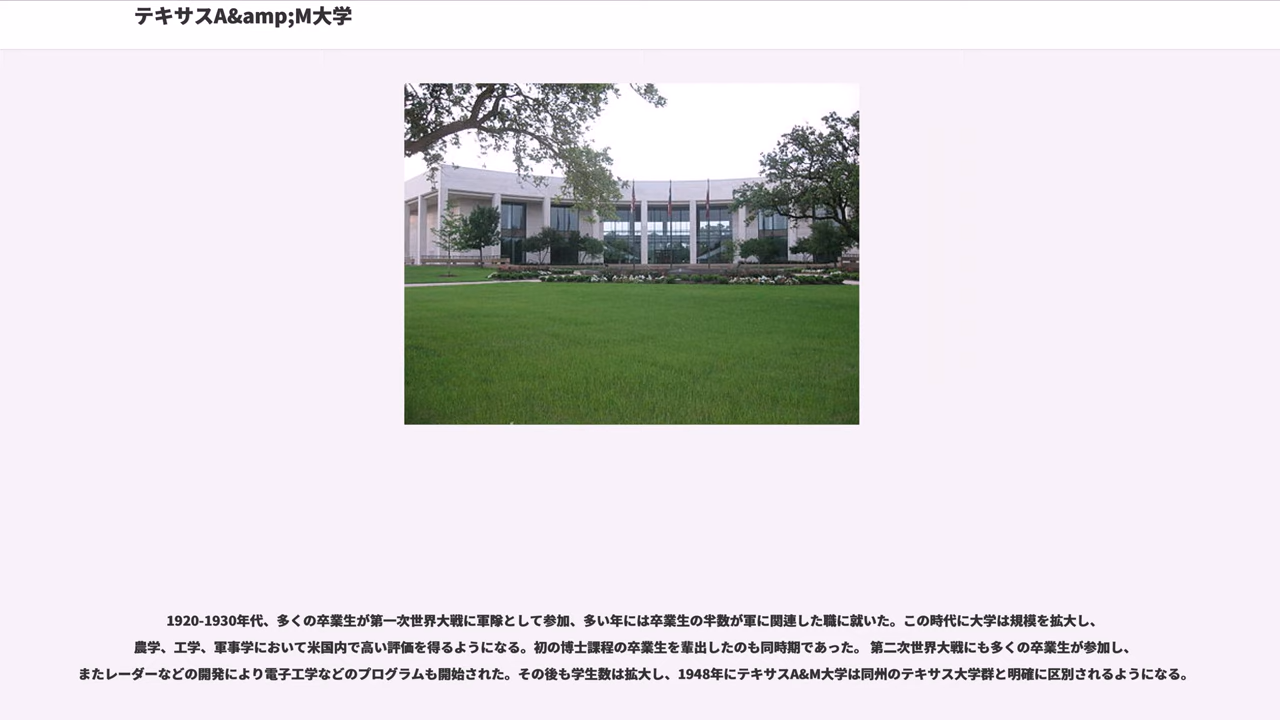 テキサスA&amp;M大学
1920-1930年代、多くの卒業生が第一次世界大戦に軍隊として参加、多い年には卒業生の半数が軍に関連した職に就いた。この時代に大学は規模を拡大し、
農学、工学、軍事学において米国内で高い評価を得るようになる。初の博士課程の卒業生を輩出したのも同時期であった。 第二次世界大戦にも多くの卒業生が参加し、
またレーダーなどの開発により電子工学などのプログラムも開始された。その後も学生数は拡大し、1948年にテキサスA&M大学は同州のテキサス大学群と明確に区別されるようになる。